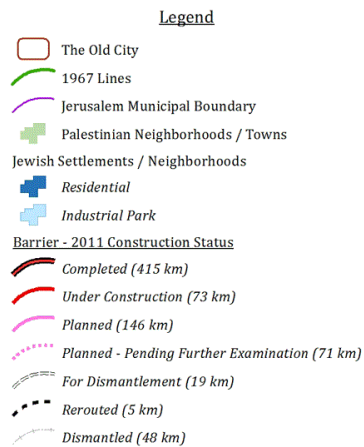 Legend
The Old City
1967 Lines
Jerusalem Municipal Boundary
Palestinian Neighborhoods / Towns
Jewish Settlements / Neighborhoods
Residential
Industrial Park
Barrier - 2011 Construction Status
Completed (415 km)
Under Construction (73 km)
Planned (146 km)
Planned - Pending Further Examination (71 km)
For Dismantlement (19 km)
Rerouted (5 km)
Dismantled (48 km)